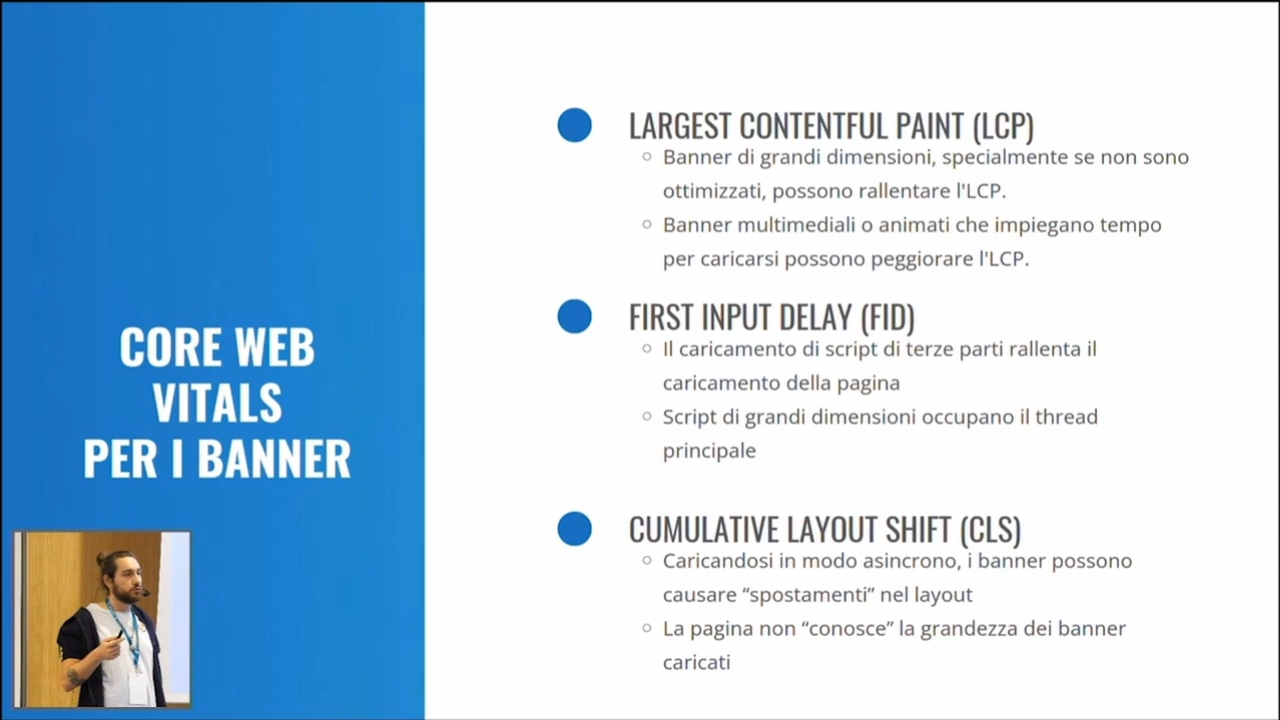 CORE WEB
VITALS
PER I BANNER
LARGEST CONTENTFUL PAINT (LCP)
Banner di grandi dimensioni, specialmente se non sono
ottimizzati, possono rallentare l'LCP.
Banner multimediali o animati che impiegano tempo
per caricarsi possono peggiorare l'LCP.
FIRST INPUT DELAY (FID)
Il caricamento di script di terze parti rallenta il
caricamento della pagina
Script di grandi dimensioni occupano il thread
principale
CUMULATIVE LAYOUT SHIFT (CLS)
Caricandosi in modo asincrono, i banner possono
causare “spostamenti” nel layout
La pagina non “conosce” la grandezza dei banner
caricati